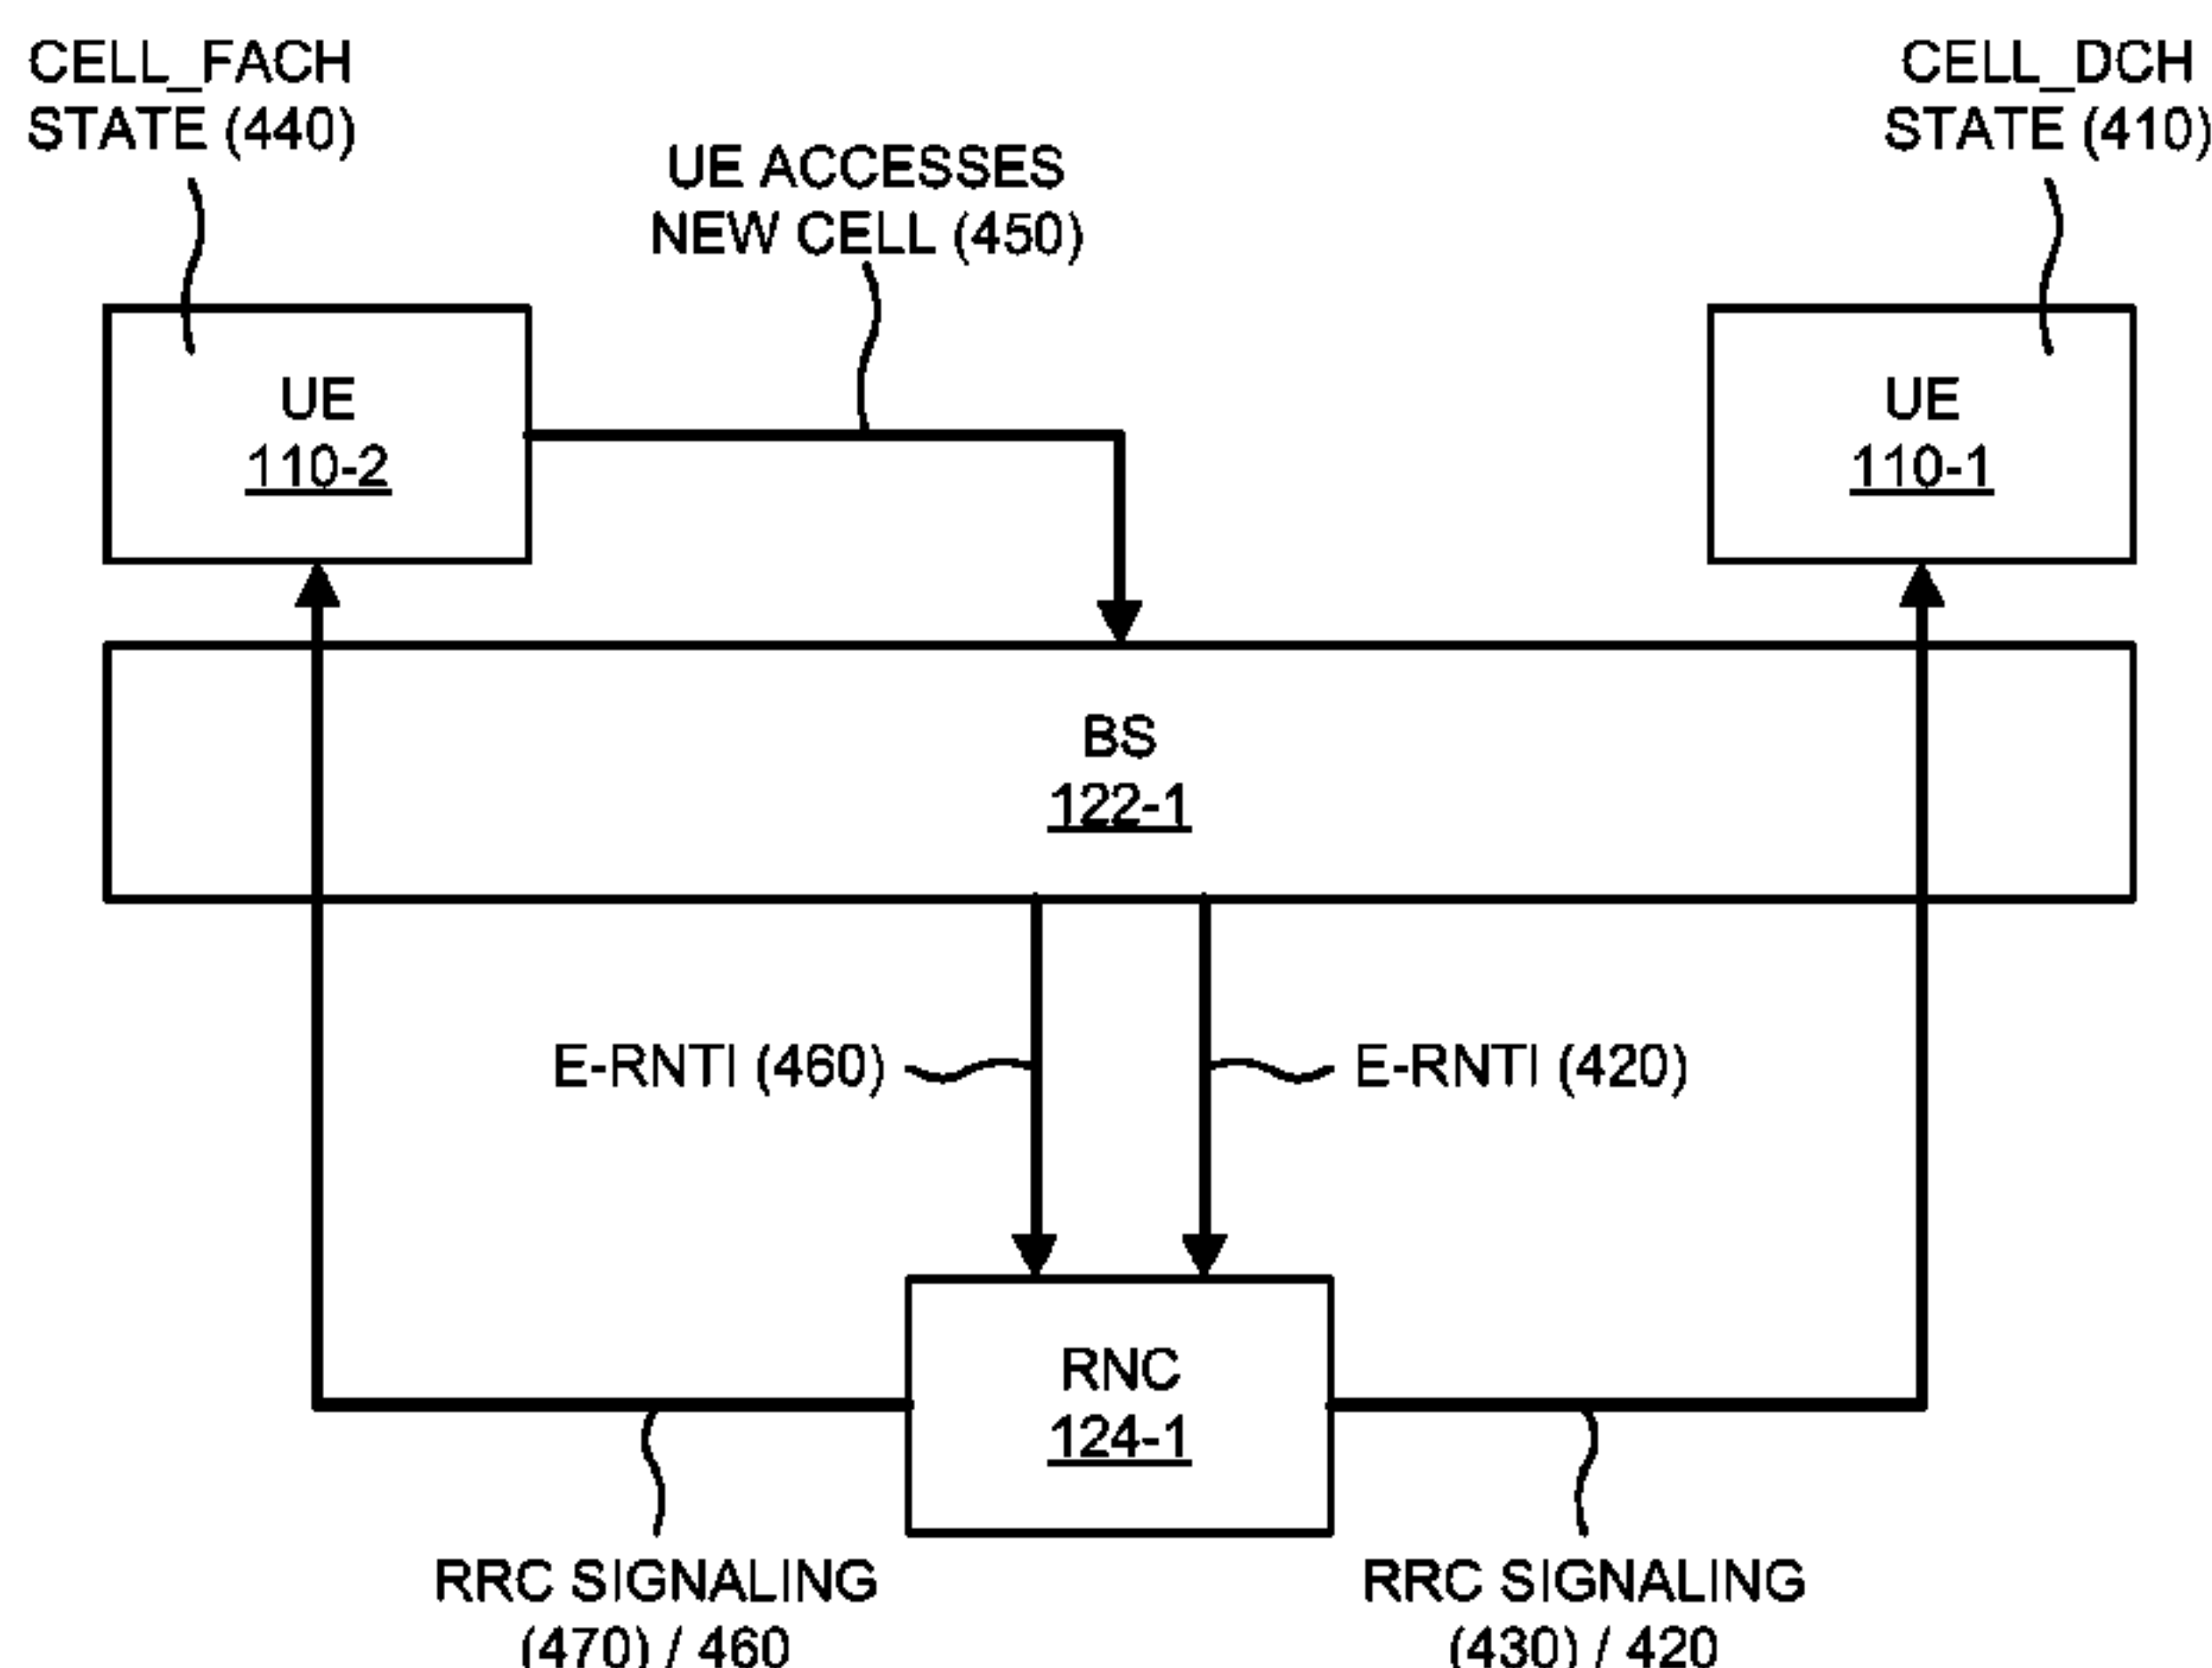 CELL_FACH
STATE (440)
CELL_DCH
STATE (410)
UE ACCESSES
NEW CELL (450)
UE
110-2
UE
110-1
BS
122-1
E-RNTI (460)
E-RNTI (420)
RNC
124-1
RRC SIGNALING
(470) / 460
RRC SIGNALING
(430) / 420